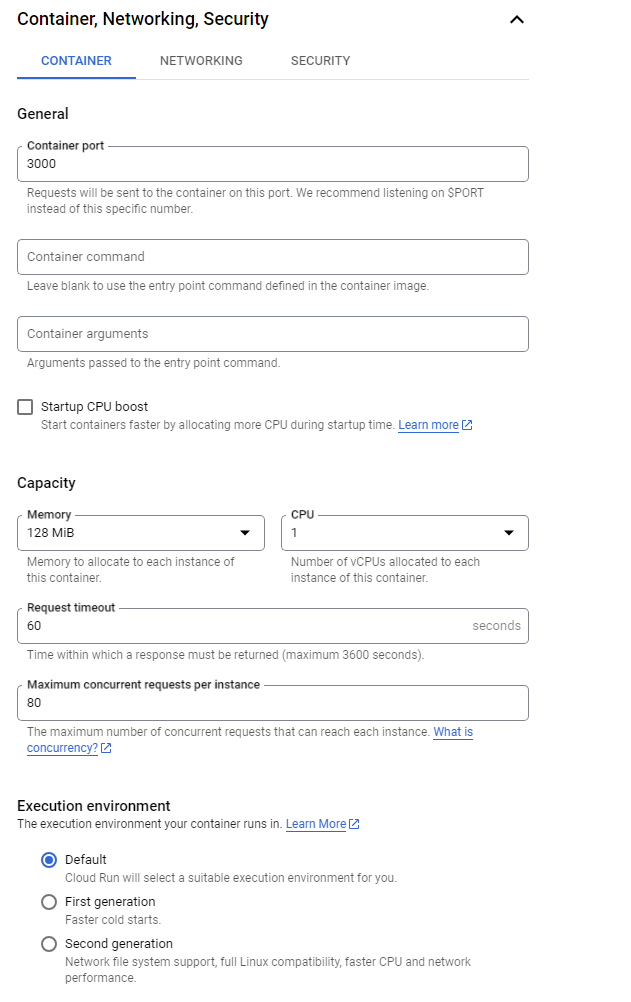 Container, Networking, Security
CONTAINER NETWORKING SECURITY
General
Container port
3000
Requests will be sent to the container on this port. We recommend listening on $PORT
instead of this specific number.
Container command
Leave blank to use the entry point command defined in the container image.
Container arguments
Arguments passed to the entry point command.
Startup CPU boost
Start containers faster by allocating more CPU during startup time. Learn more
Capacity
Memory
128 MiB
Memory to allocate to each instance of
this container.
CPU
1
Number of vCPUs allocated to each
instance of this container.
Request timeout
60 seconds
Time within which a response must be returned (maximum 3600 seconds).
Maximum concurrent requests per instance
80
The maximum number of concurrent requests that can reach each instance. What is
concurrency?
Execution environment
The execution environment your container runs in. Learn More
Default
Cloud Run will select a suitable execution environment for you.
First generation
Faster cold starts.
Second generation
Network file system support, full Linux compatibility, faster CPU and network
performance.